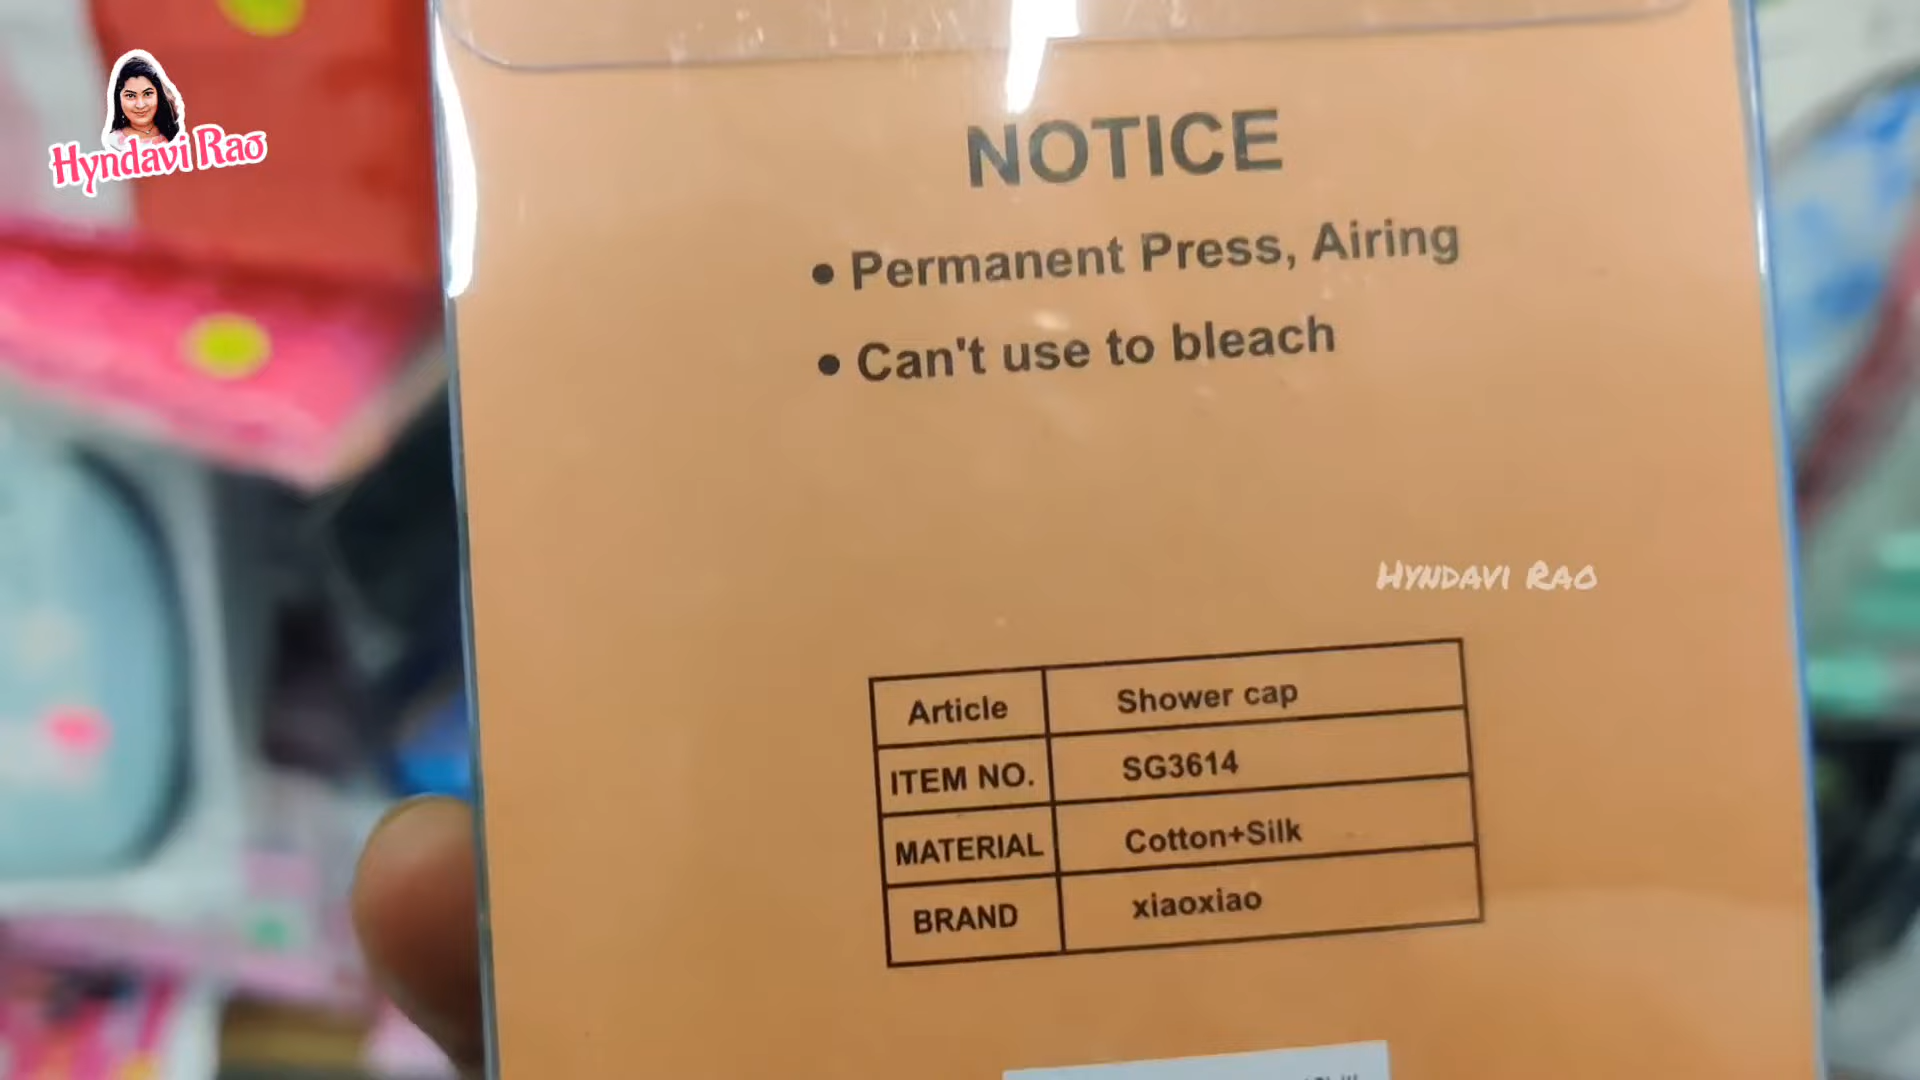 Hyndavi Rao
NOTICE
• Permanent Press, Airing
• Can't use to bleach
Hyndavi Rao
Article Shower cap
ITEM NO. SG3614
MATERIAL Cotton+Silk
BRAND xiaoxiao